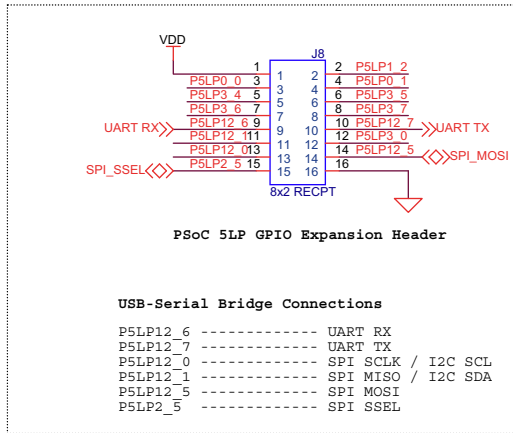 VDD
J8
1 1 2 2 P5LP1_2
P5LP0_0 3 3 4 4 P5LP0_1
P5LP3_4 5 5 6 6 P5LP3_5
P5LP3_6 7 7 8 8 P5LP3_7
UART RX P5LP12_6 9 9 10 10 P5LP12_7 UART TX
P5LP12_1 11 11 12 12 P5LP3_0
P5LP12_0 13 13 14 14 P5LP12_5 SPI_MOSI
SPI_SSEL P5LP2_5 15 15 16 16
8x2 RECPT
PSoC 5LP GPIO Expansion Header
USB-Serial Bridge Connections
P5LP12_6 ------------- UART RX
P5LP12_7 ------------- UART TX
P5LP12_0 ------------- SPI SCLK / I2C SCL
P5LP12_1 ------------- SPI MISO / I2C SDA
P5LP12_5 ------------- SPI MOSI
P5LP2_5 ------------- SPI SSEL